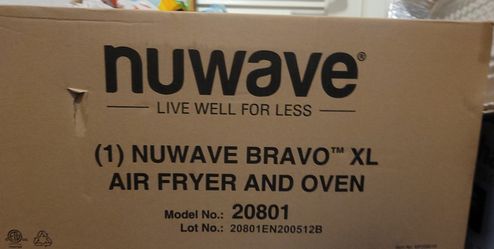 nuwave®
LIVE WELL FOR LESS
(1) NUWAVE BRAVO™ XL
AIR FRYER AND OVEN
Model No.: 20801
Lot No.: 20801EN200512B